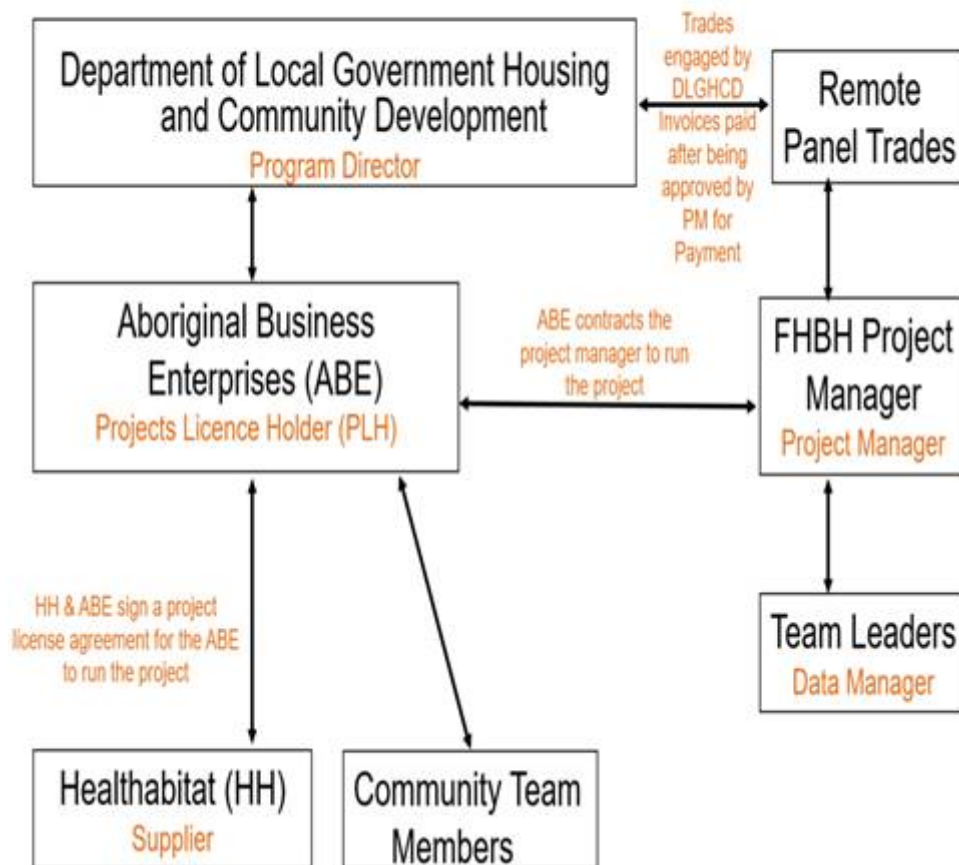 Department of Local Government Housing
and Community Development
Program Director
Trades
engaged by
DLGHCD
Invoices paid
after being
approved by
PM for
Payment
Remote
Panel Trades
Aboriginal Business
Enterprises (ABE)
Projects Licence Holder (PLH)
ABE contracts the
project manager to run
the project
FHBH Project
Manager
Project Manager
HH & ABE sign a project
license agreement for the ABE
to run the project
Team Leaders
Data Manager
Healthabitat (HH)
Supplier
Community Team
Members